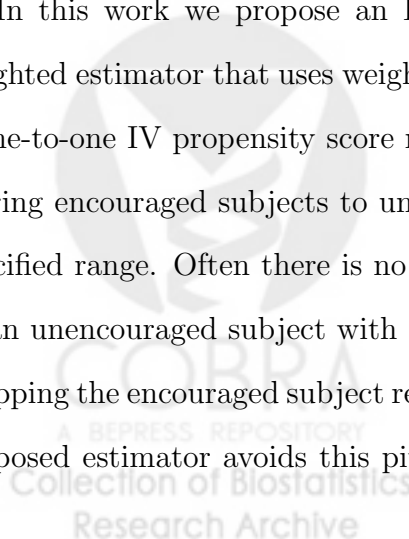 In this work we propose an
ghted estimator that uses weigh
ne-to-one IV propensity score
ring encouraged subjects to un
cified range. Often there is no
an unencouraged subject with
pping the encouraged subject re
posed estimator avoids this pi
COBRA
A BEPRESS REPOSITORY
Collection of Biostatistics
Research Archive